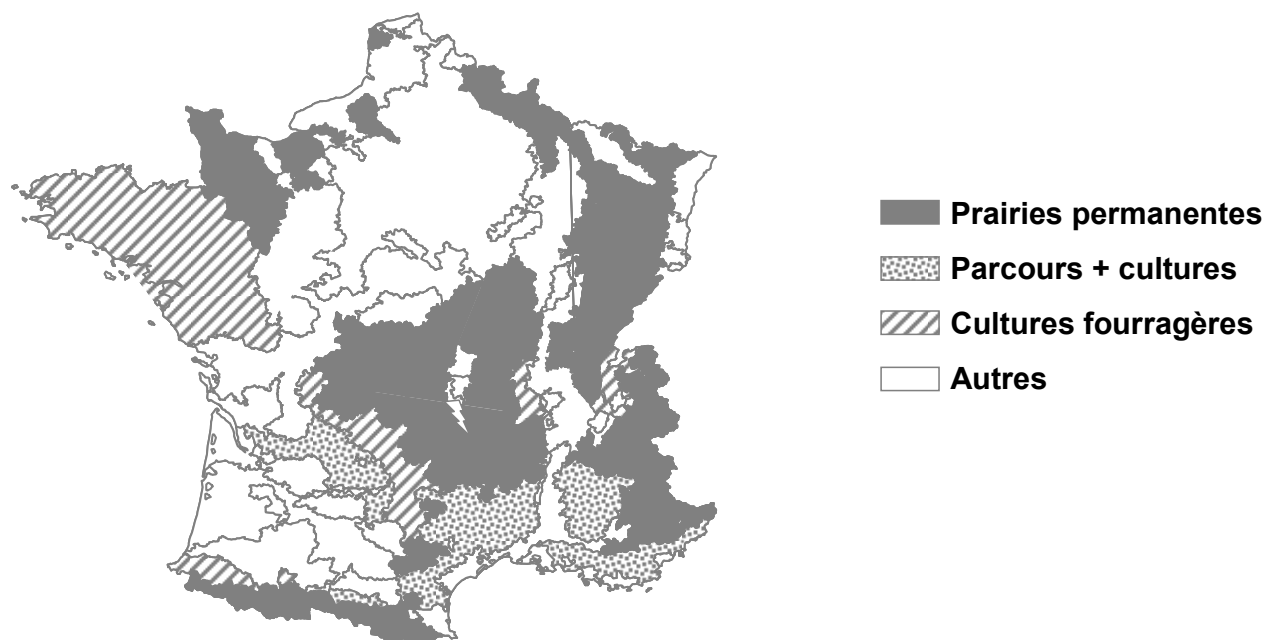 Prairies permanentes
Parcours + cultures
Cultures fourragères
Autres